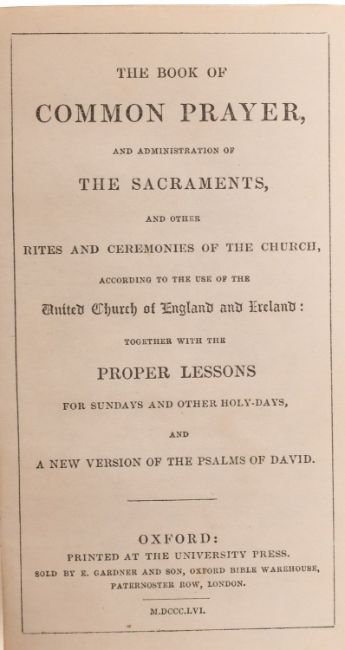 THE BOOK OF
COMMON PRAYER,
AND ADMINISTRATION OF
THE SACRAMENTS,
AND OTHER
RITES AND CEREMONIES OF THE CHURCH,
ACCORDING TO THE USE OF THE
United Church of England and Ireland:
TOGETHER WITH THE
PROPER LESSONS
FOR SUNDAYS AND OTHER HOLY-DAYS,
AND
A NEW VERSION OF THE PSALMS OF DAVID.
OXFORD:
PRINTED AT THE UNIVERSITY PRESS.
SOLD BY E. GARDNER AND SON, OXFORD BIBLE WAREHOUSE,
PATERNOSTER ROW, LONDON.
M.DCCC.LVI.